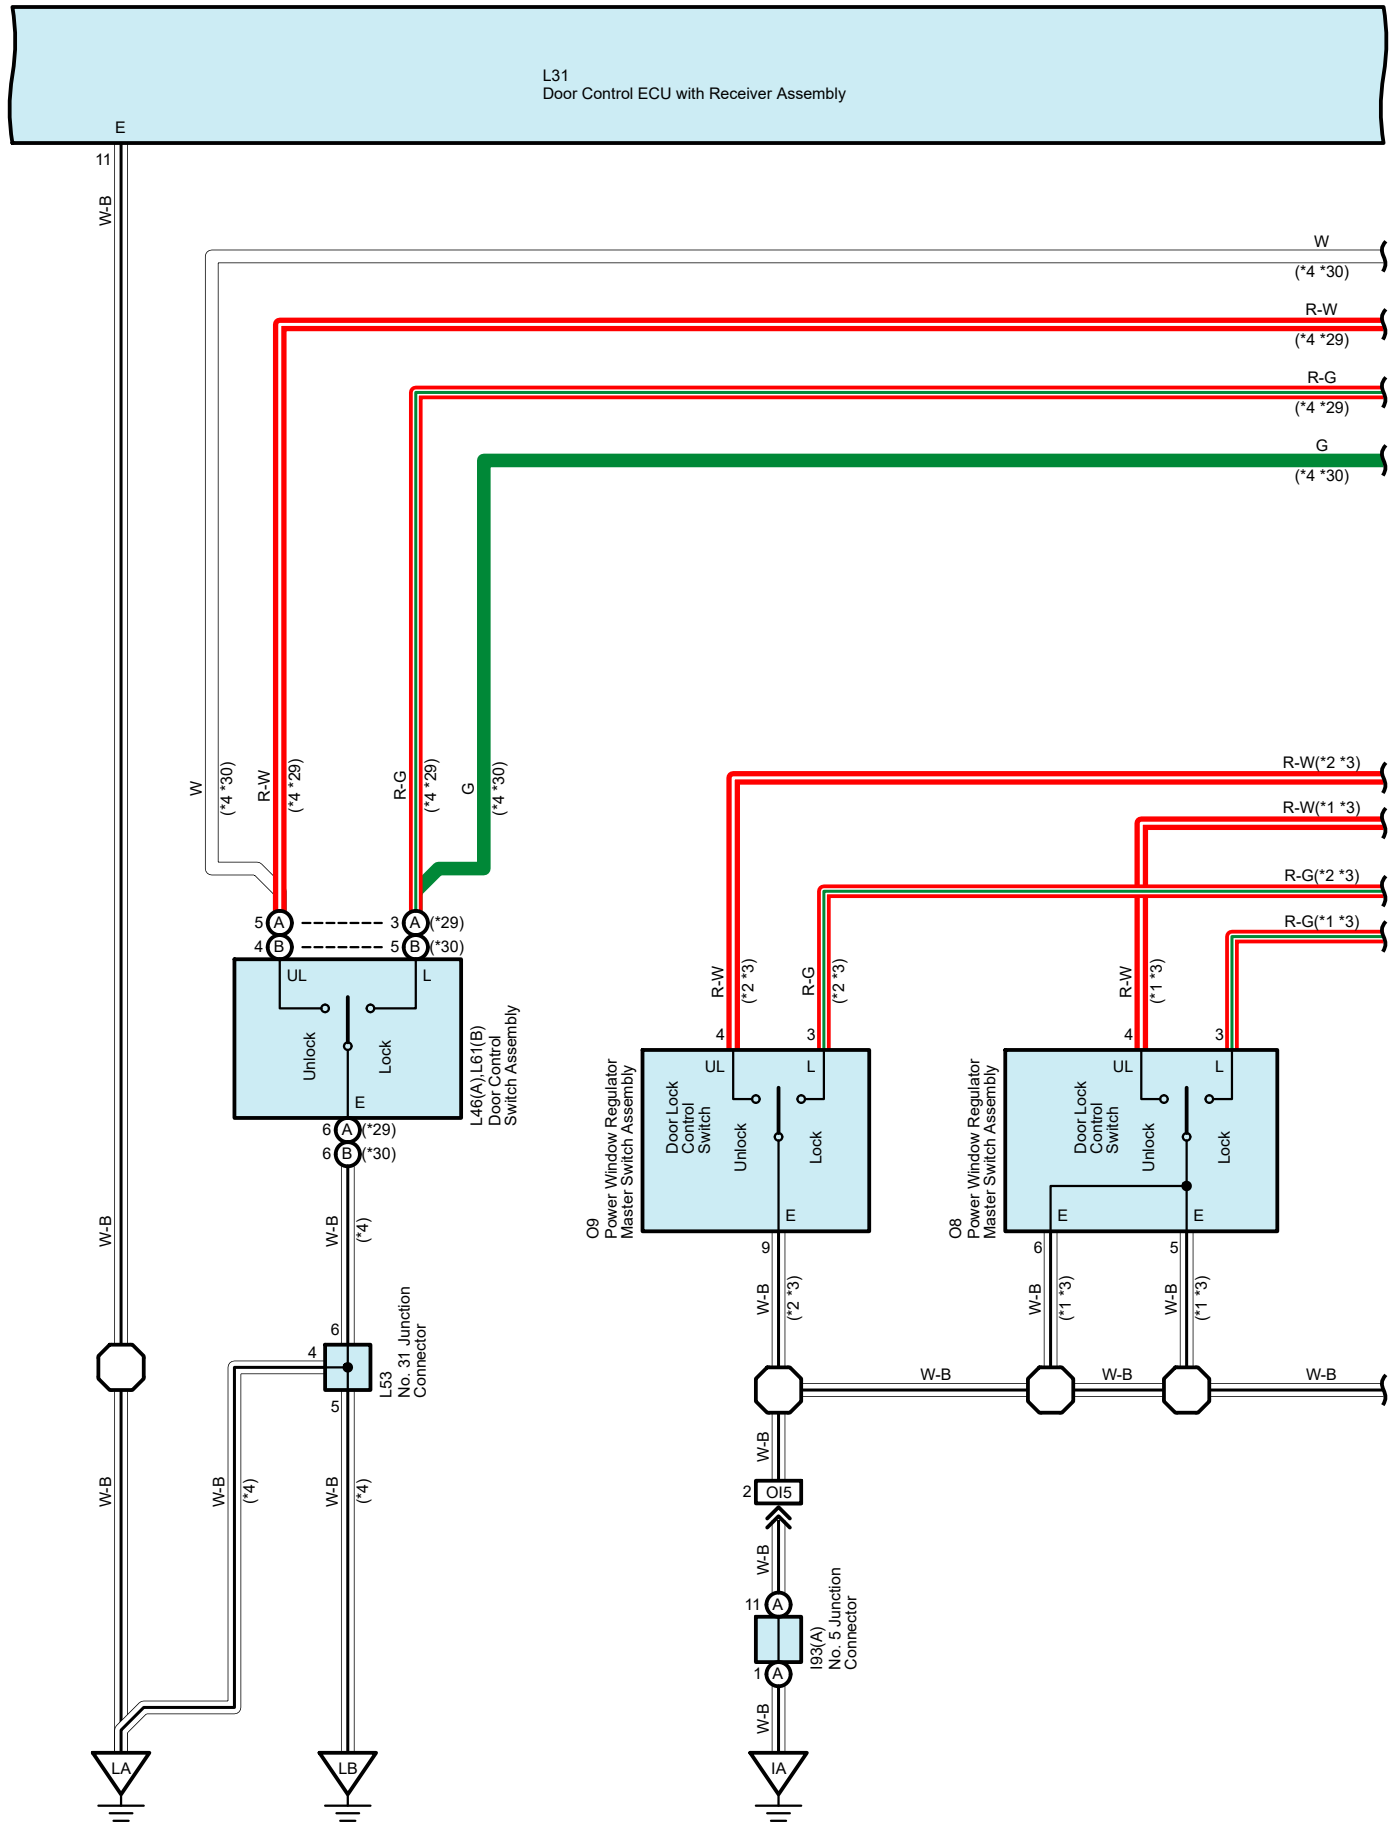 L31
Door Control ECU with Receiver Assembly
E
11
W-B
W
(*4 *30)
R-W
(*4 *29)
R-G
(*4 *29)
G
(*4 *30)
W
(*4 *30)
R-W
(*4 *29)
R-G
(*4 *29)
G
(*4 *30)
R-W(*2 *3)
R-W(*1 *3)
R-G(*2 *3)
R-G(*1 *3)
5 A 3 A (*29)
4 B 5 B (*30)
UL L
Unlock
Lock
E
L46(A),L61(B)
Door Control
Switch Assembly
6 A (*29)
6 B (*30)
R-W
(*2 *3)
R-G
(*2 *3)
R-W
(*1 *3)
4 3
UL L
Door Lock
Control
Switch
Unlock
Lock
E
O9
Power Window Regulator
Master Switch Assembly
9
4 3
UL L
Door Lock
Control
Switch
Unlock
Lock
E E
O8
Power Window Regulator
Master Switch Assembly
6 5
W-B
W-B
(*4)
W-B
(*2 *3)
W-B
(*1 *3)
W-B
(*1 *3)
6
4
5
L53
No. 31 Junction
Connector
W-B
W-B
W-B
W-B
W-B
W-B
(*4)
W-B
(*4)
2 OI5
W-B
11 A
I93(A)
No. 5 Junction
Connector
1 A
W-B
LA
LB
IA